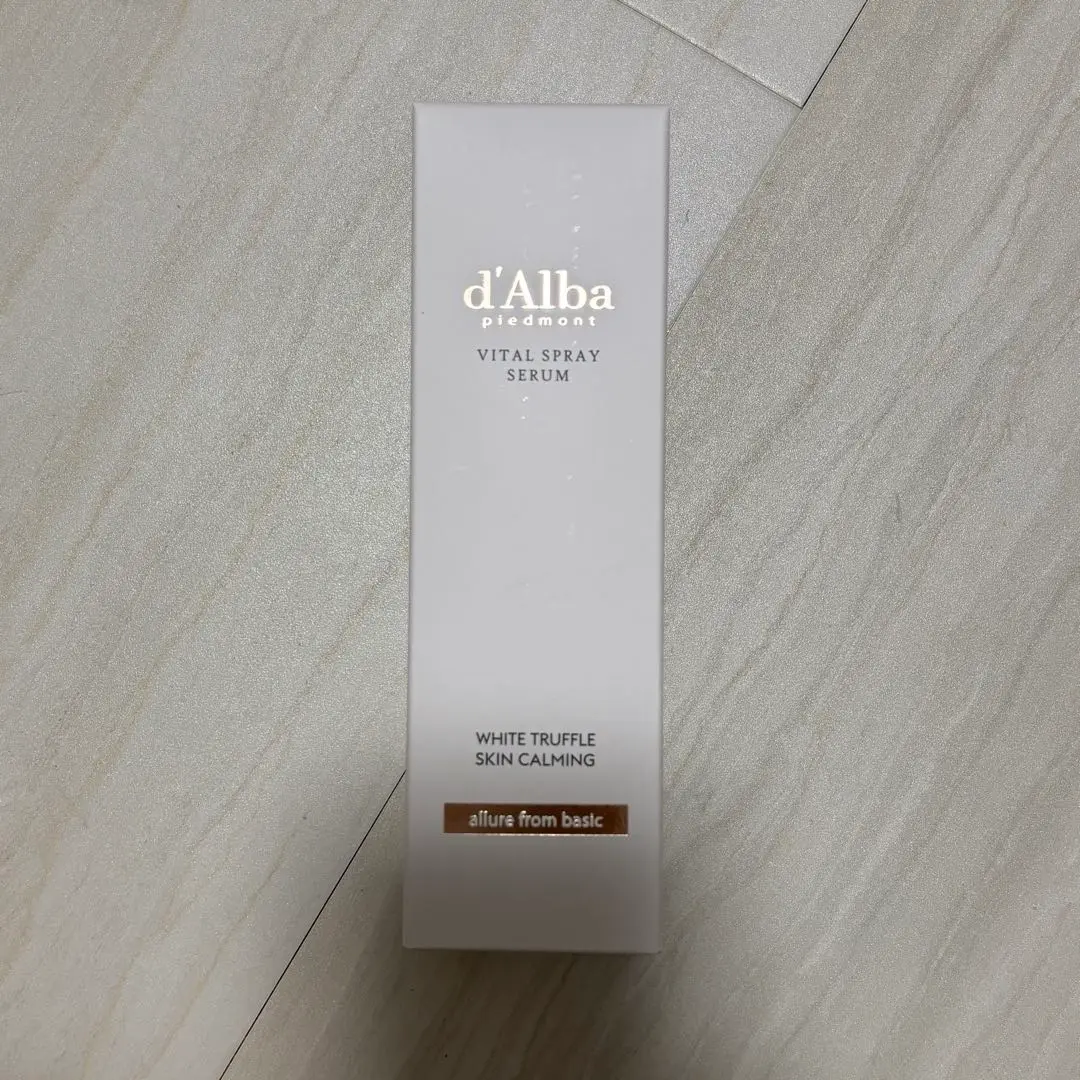 d'Alba
piedmont
VITAL SPRAY
SERUM
WHITE TRUFFLE
SKIN CALMING
allure from basic